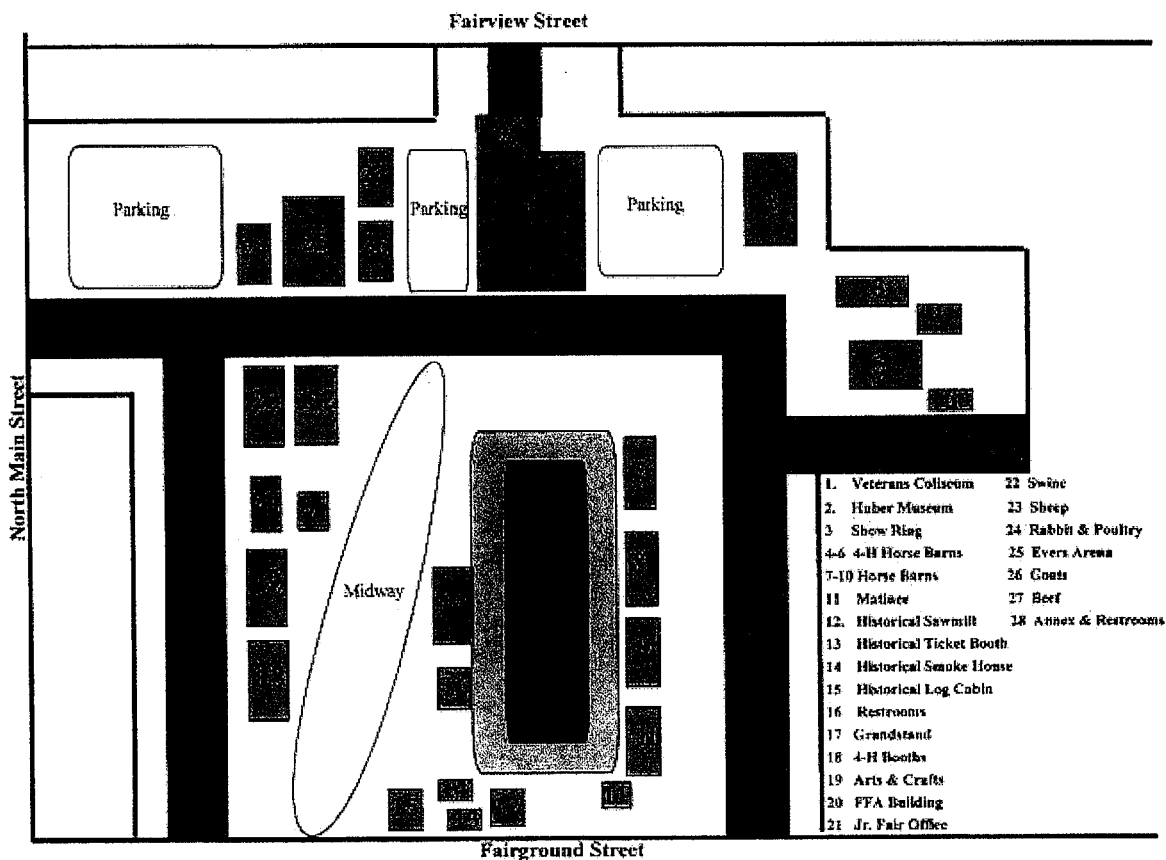 Fairview Street
Parking
Parking
Parking
North Main Street
Midway
1. Veterans Coliseum
2. Huber Museum
3 Show Ring
4-6 4-H Horse Barns
7-10 Horse Barns
11 Matinee
12. Historical Sawmill
13 Historical Ticket Booth
14 Historical Smoke House
15 Historical Log Cabin
16 Restrooms
17 Grandstand
18 4-H Booths
19 Arts & Crafts
20 FFA Building
21 Jr. Fair Office
22 Swine
23 Sheep
24 Rabbit & Poultry
25 Evers Arena
26 Goats
27 Beef
28 Annex & Restrooms
Fairground Street